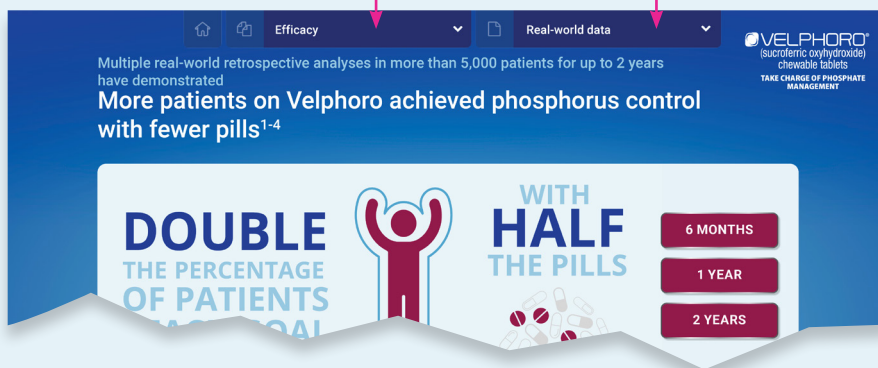 Efficacy
Real-world data
VELPHORO®
(sucroferric oxyhydroxide)
chewable tablets
TAKE CHARGE OF PHOSPHATE
MANAGEMENT
Multiple real-world retrospective analyses in more than 5,000 patients for up to 2 years
have demonstrated
More patients on Velphoro achieved phosphorus control
with fewer pills1-4
DOUBLE
THE PERCENTAGE
OF PATIENTS
WITH
HALF
THE PILLS
6 MONTHS
1 YEAR
2 YEARS